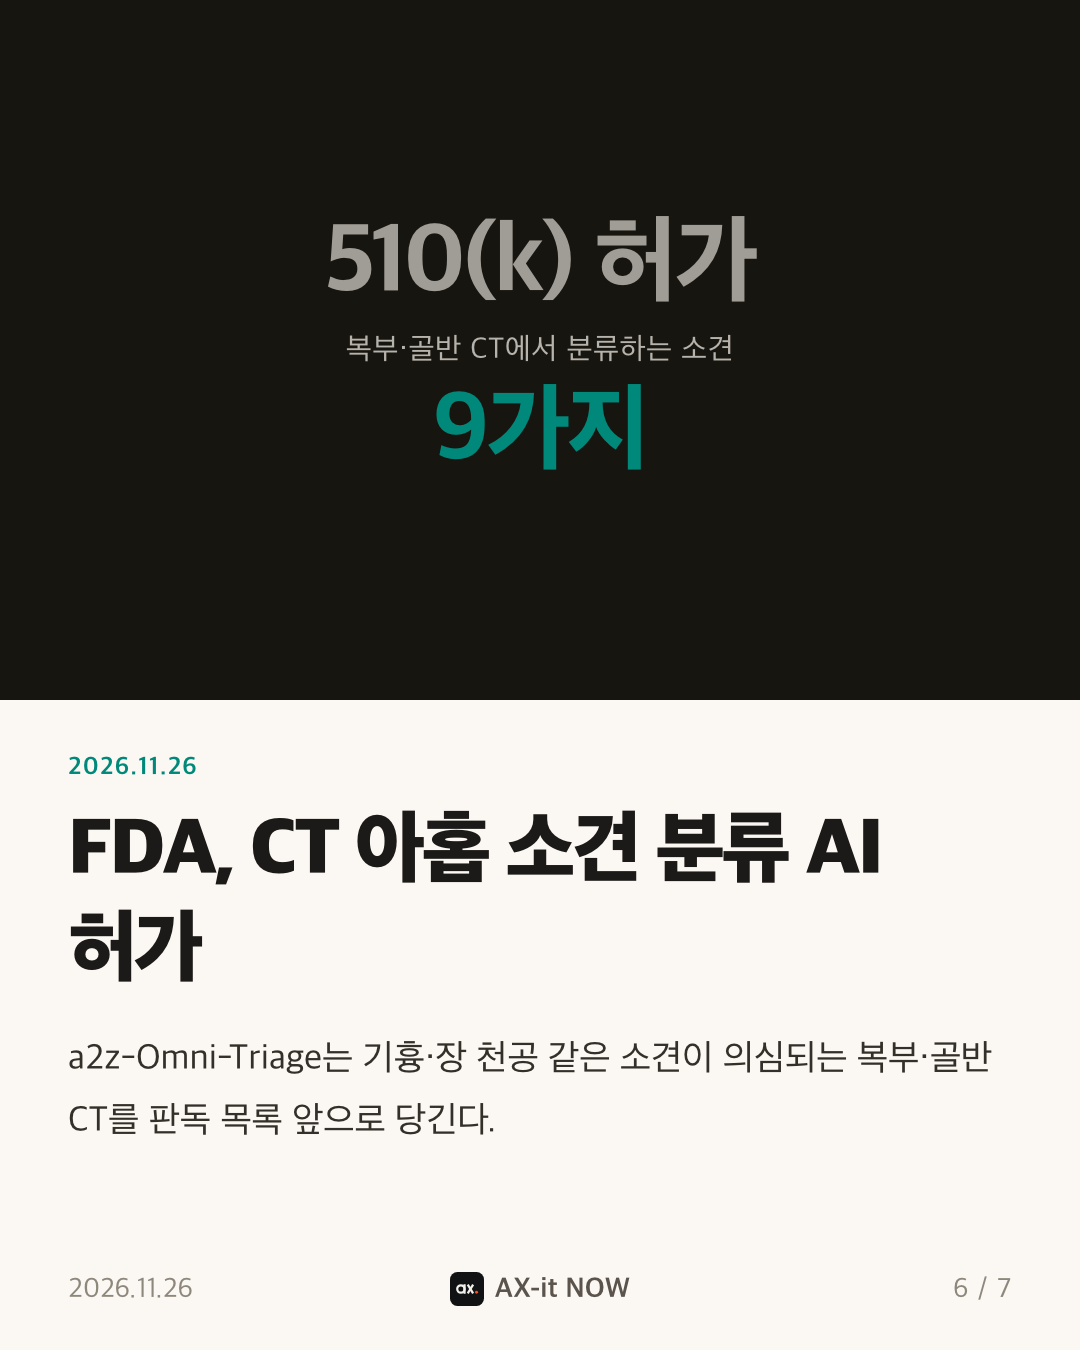 510(k) 허가
복부·골반 CT에서 분류하는 소견
9가지
2026.11.26
FDA, CT 아홉 소견 분류 AI
허가
a2z-Omni-Triage는 기흉·장 천공 같은 소견이 의심되는 복부·골반
CT를 판독 목록 앞으로 당긴다.
2026.11.26
ax. AX-it NOW
6 / 7